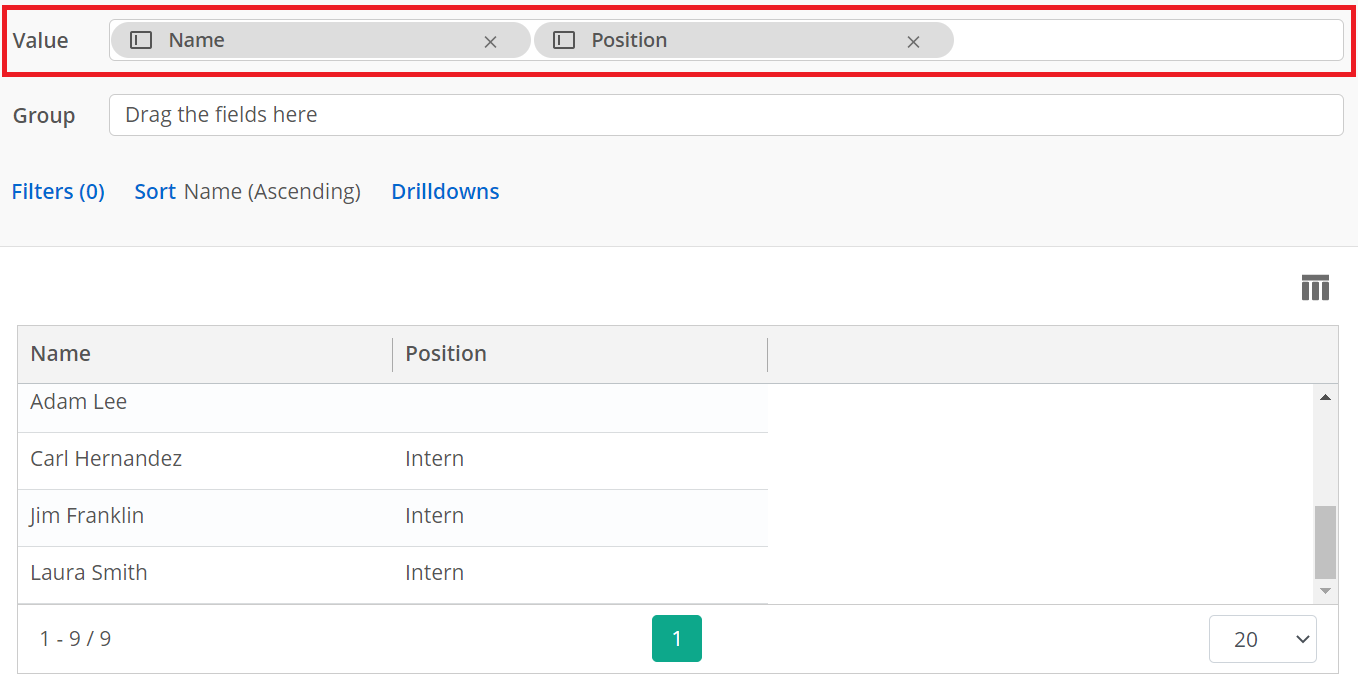 Value Name Position
Group Drag the fields here
Filters (0) Sort Name (Ascending) Drilldowns
Name Position
Adam Lee
Carl Hernandez Intern
Jim Franklin Intern
Laura Smith Intern
1 - 9 / 9 1 20